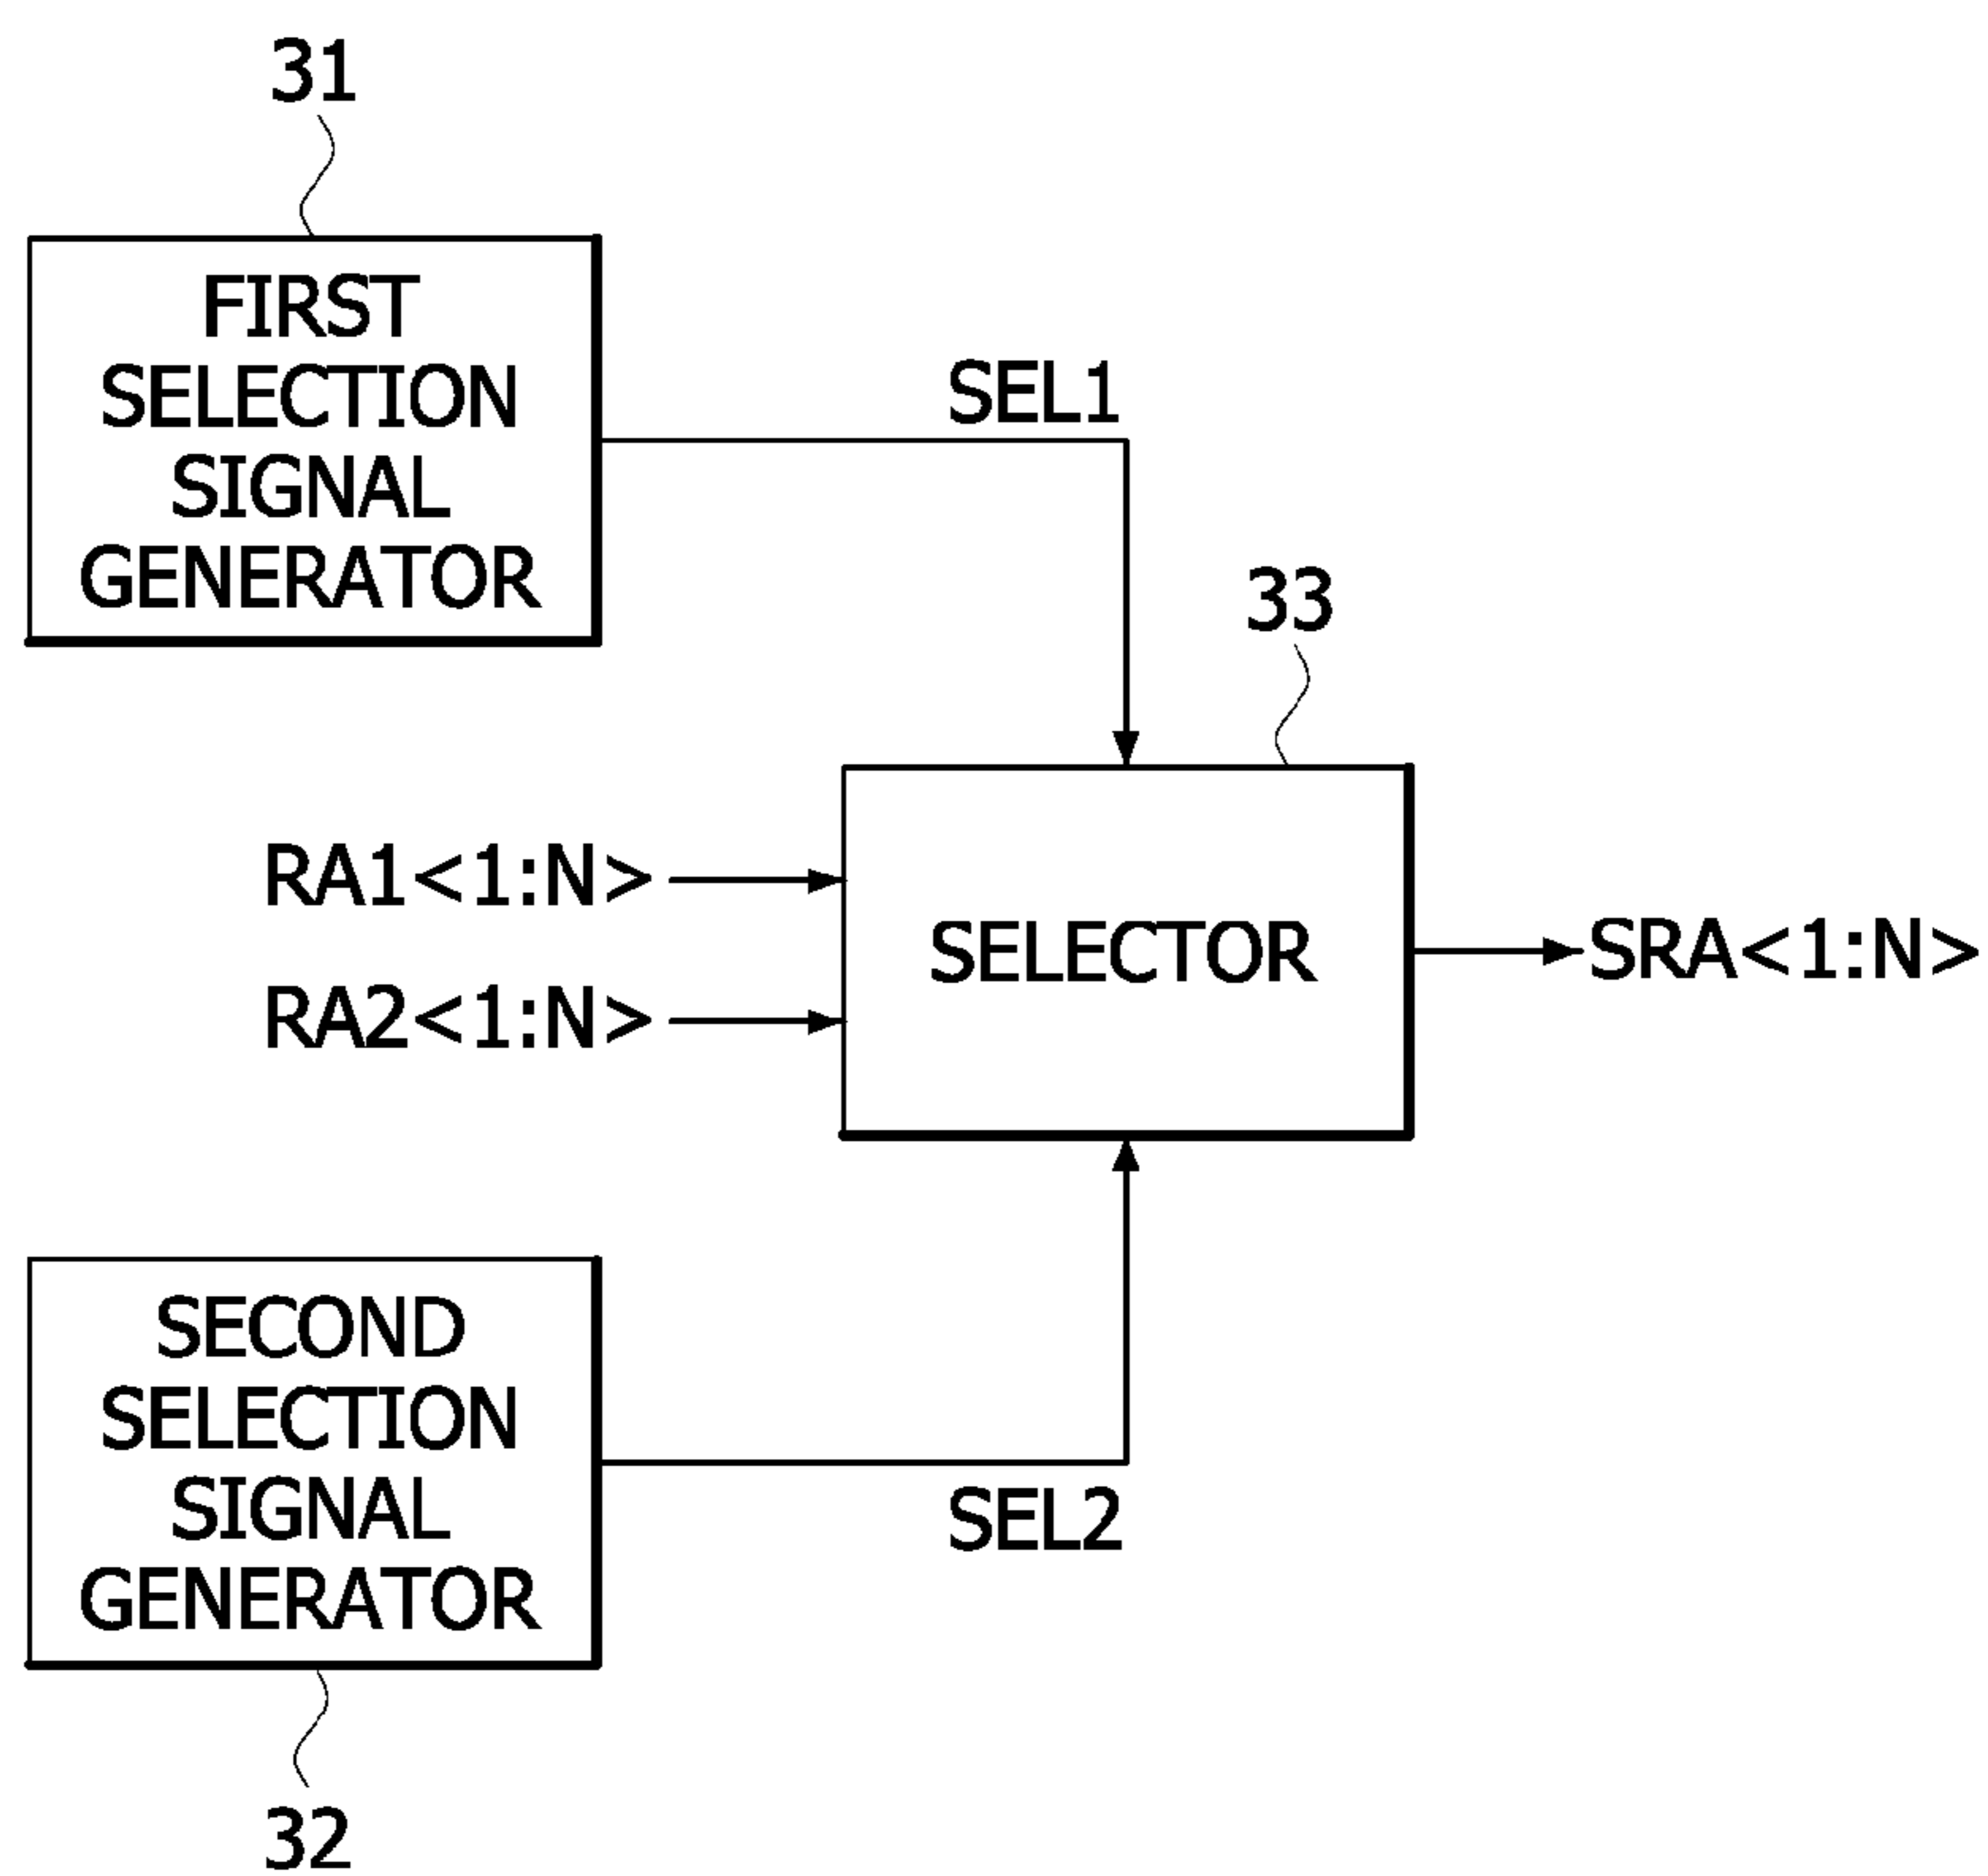 31
FIRST
SELECTION
SIGNAL
GENERATOR
SEL1
33
RA1<1:N>
RA2<1:N>
SELECTOR
SRA<1:N>
SECOND
SELECTION
SIGNAL
GENERATOR
SEL2
32